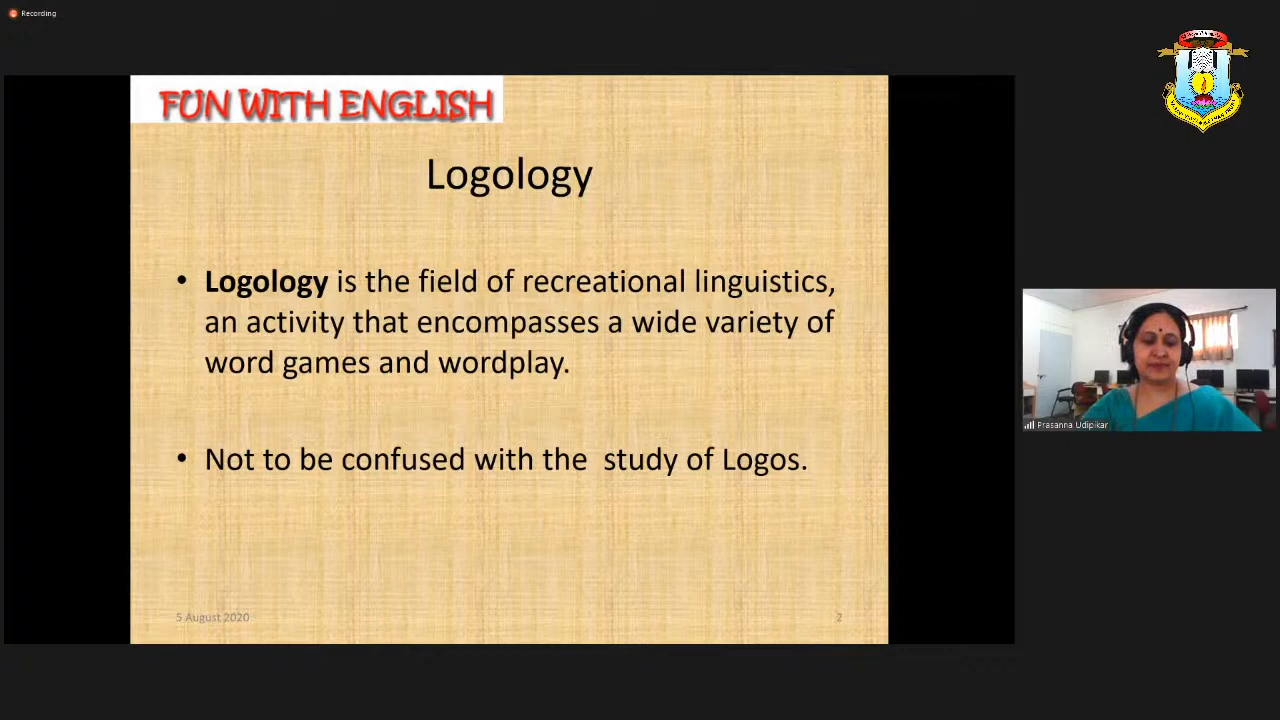 Recording
FUN WITH ENGLISH
Logology
• Logology is the field of recreational linguistics,
an activity that encompasses a wide variety of
word games and wordplay.
• Not to be confused with the study of Logos.
5 August 2020
2
Prasanna Udipikar